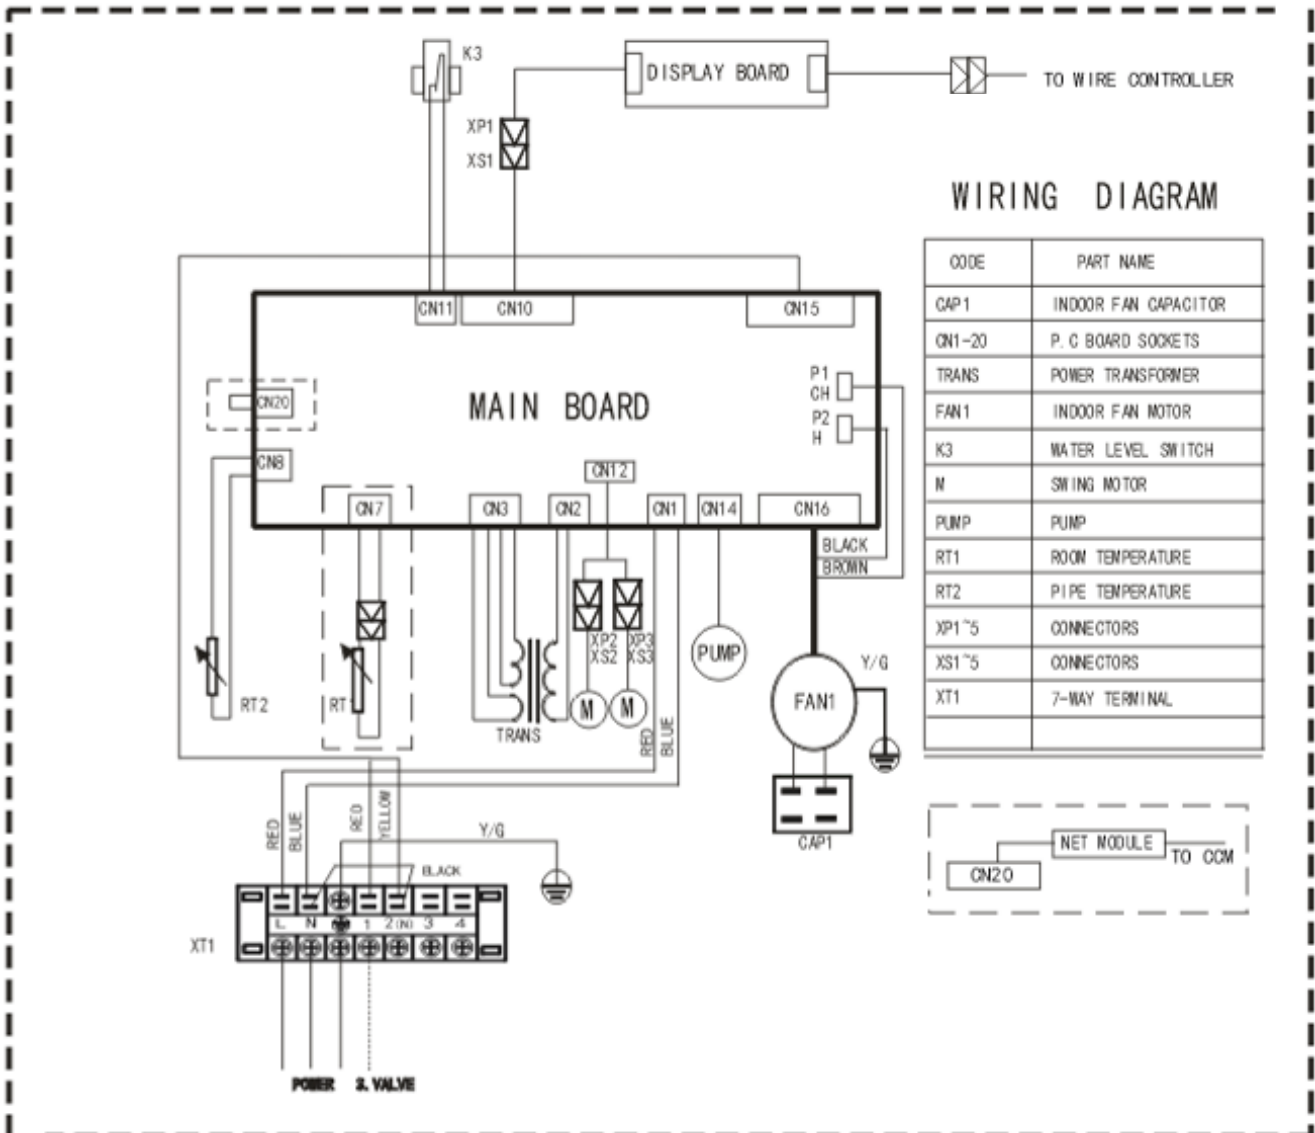 K3
DISPLAY BOARD
TO WIRE CONTROLLER
XP1
XS1
WIRING DIAGRAM
CODE PART NAME
CAP1 INDOOR FAN CAPACITOR
CN1-20 P.C BOARD SOCKETS
TRANS POWER TRANSFORMER
FAN1 INDOOR FAN MOTOR
K3 WATER LEVEL SWITCH
M SWING MOTOR
PUMP PUMP
RT1 ROOM TEMPERATURE
RT2 PIPE TEMPERATURE
XP1~5 CONNECTORS
XS1~5 CONNECTORS
XT1 7-WAY TERMINAL
CN11 CN10 CN15
P1
CH
P2
H
CN20
MAIN BOARD
CN8
CN12
CN7 CN3 CN2 CN1 CN14 CN16
BLACK
BROWN
XP2 XP3
XS2 XS3
PUMP
Y/G
RT2
RT1
TRANS
M M
FAN1
RED
BLUE
CAP1
RED
BLUE
RED
YELLOW
Y/G
BLACK
NET MODULE
TO CCM
CN20
L N 1 2(N) 3 4
XT1
POWER S.VALVE